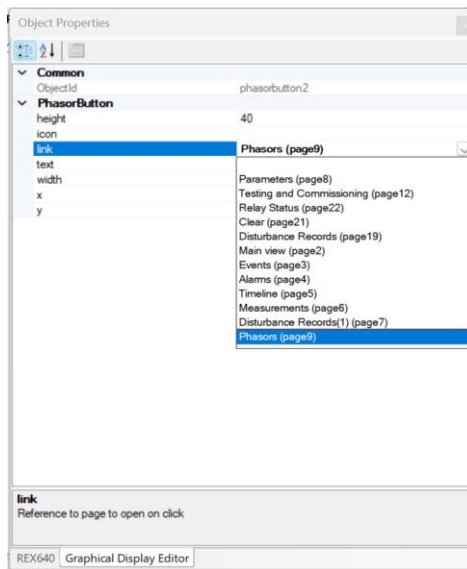 Object Properties
Common
ObjectId phasorbutton2
PhasorButton
height 40
icon
link Phasors (page9)
text
width
x
y
Parameters (page8)
Testing and Commissioning (page12)
Relay Status (page22)
Clear (page21)
Disturbance Records (page19)
Main view (page2)
Events (page3)
Alarms (page4)
Timeline (page5)
Measurements (page6)
Disturbance Records(1) (page7)
Phasors (page9)
link
Reference to page to open on click
REX640 Graphical Display Editor